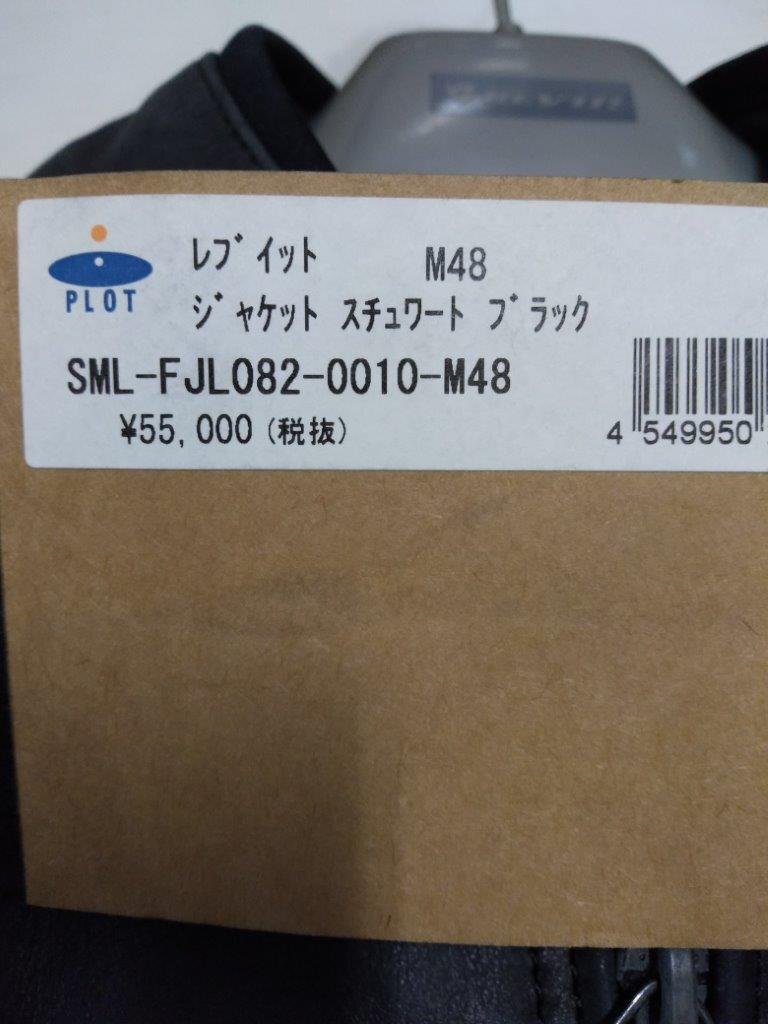 PLOT
レブイット M48
ジャケット スチュワート ブラック
SML-FJL082-0010-M48
¥55,000(税抜)
4 549950